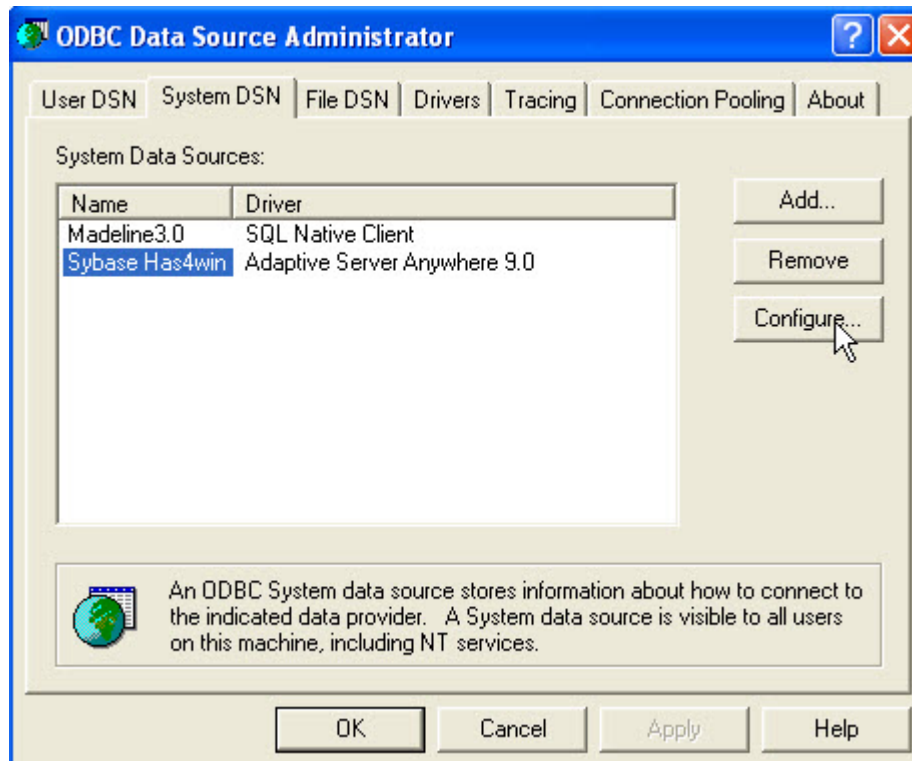 ODBC Data Source Administrator
User DSN System DSN File DSN Drivers Tracing Connection Pooling About
System Data Sources:
Name Driver
Madeline3.0 SQL Native Client
Sybase Has4win Adaptive Server Anywhere 9.0
Add...
Remove
Configure...
An ODBC System data source stores information about how to connect to
the indicated data provider. A System data source is visible to all users
on this machine, including NT services.
OK Cancel Apply Help